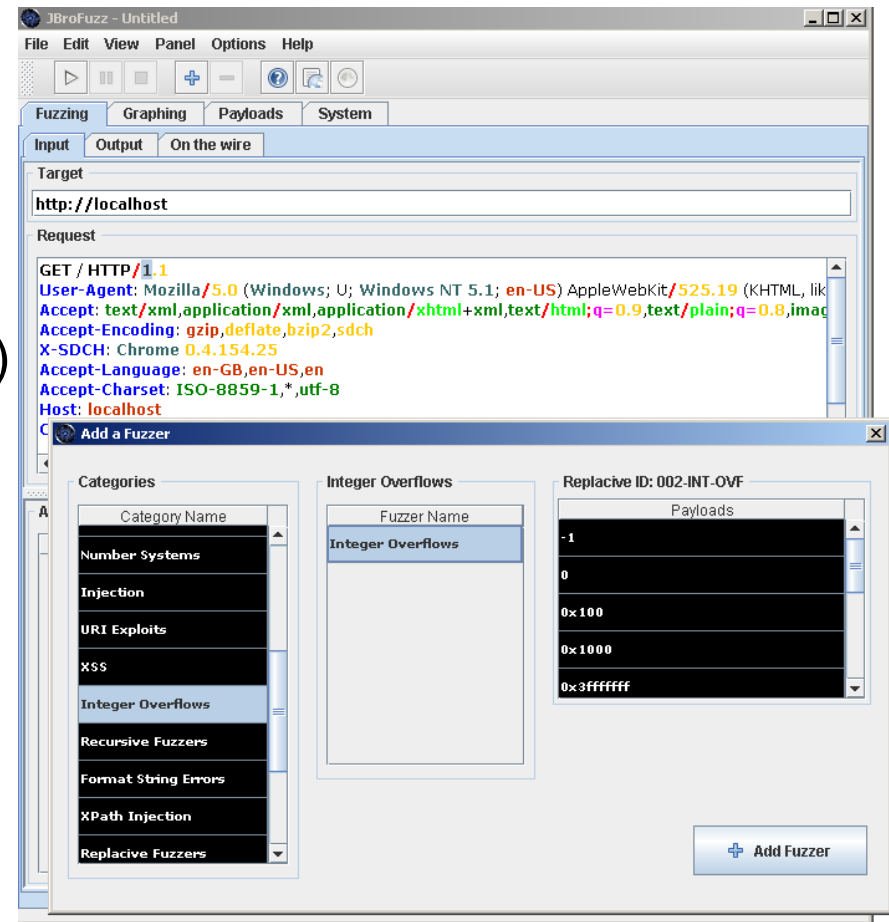 JBroFuzz - Untitled
File Edit View Panel Options Help
Fuzzing Graphing Payloads System
Input Output On the wire
Target
http://localhost
Request
GET / HTTP/1.1
User-Agent: Mozilla/5.0 (Windows; U; Windows NT 5.1; en-US) AppleWebKit/525.19 (KHTML, lik
Accept: text/xml,application/xml,application/xhtml+xml,text/html;q=0.9,text/plain;q=0.8,imag
Accept-Encoding: gzip,deflate,bzip2,sdch
X-SDCH: Chrome 0.4.154.25
)
Accept-Language: en-GB,en-US,en
Accept-Charset: ISO-8859-1,*,utf-8
Host: localhost
C
A
Add a Fuzzer
Categories
Category Name
Number Systems
Injection
URI Exploits
XSS
Integer Overflows
Recursive Fuzzers
Format String Errors
XPath Injection
Replacive Fuzzers
Integer Overflows
Fuzzer Name
Integer Overflows
Replacive ID: 002-INT-OVF
Payloads
-1
0
0x100
0x1000
0x3fffffff
Add Fuzzer